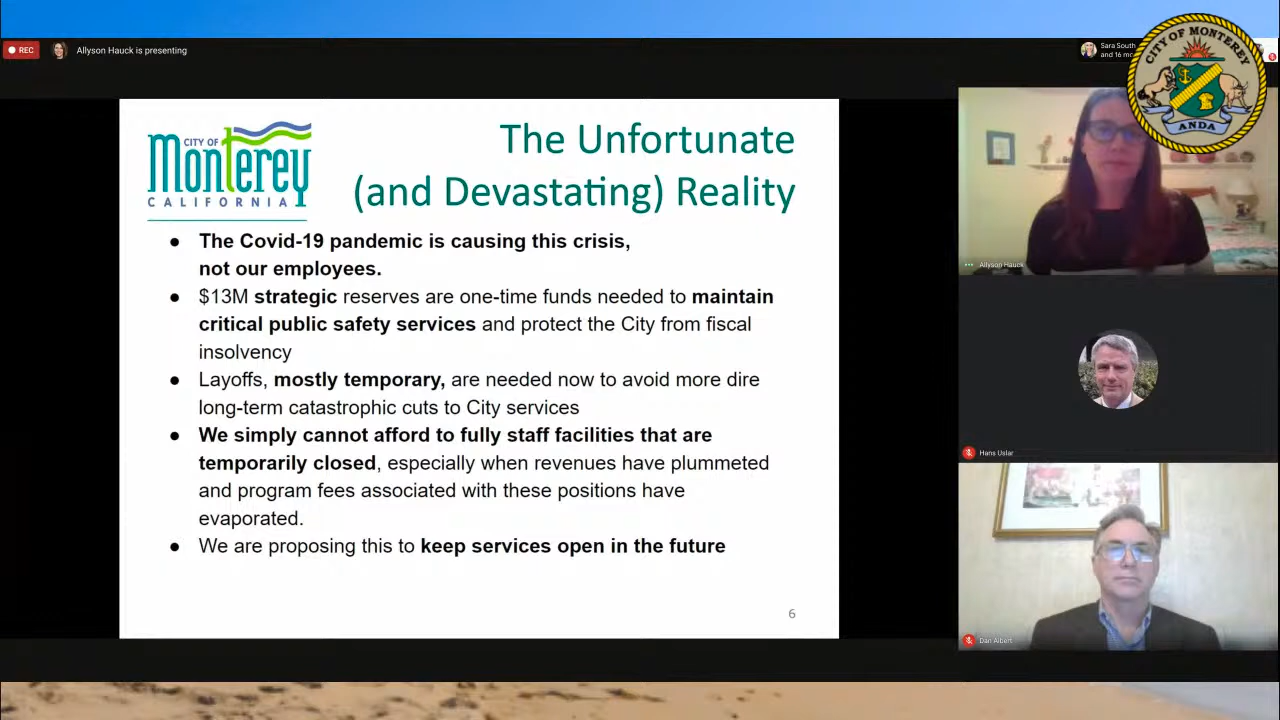 REC
Allyson Hauck is presenting
Sara South
and 16 mo
CITY OF MONTEREY
ANDA
CITY OF
Monterey
CALIFORNIA
The Unfortunate
(and Devastating) Reality
● The Covid-19 pandemic is causing this crisis,
not our employees.
● $13M strategic reserves are one-time funds needed to maintain
critical public safety services and protect the City from fiscal
insolvency
● Layoffs, mostly temporary, are needed now to avoid more dire
long-term catastrophic cuts to City services
● We simply cannot afford to fully staff facilities that are
temporarily closed, especially when revenues have plummeted
and program fees associated with these positions have
evaporated.
● We are proposing this to keep services open in the future
6
Allyson Hauck
Hans Uslar
Dan Albert